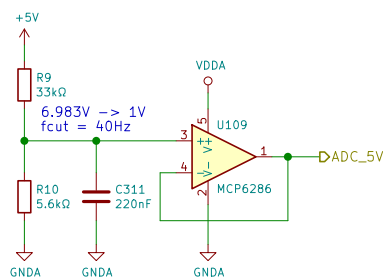 +5V
R9
33kΩ
6.983V -> 1V
fcut = 40Hz
VDDA
U109
5
3
+
V+
1
ADC_5V
4
-
V-
2
MCP6286
R10
5.6kΩ
C311
220nF
GNDA
GNDA
GNDA